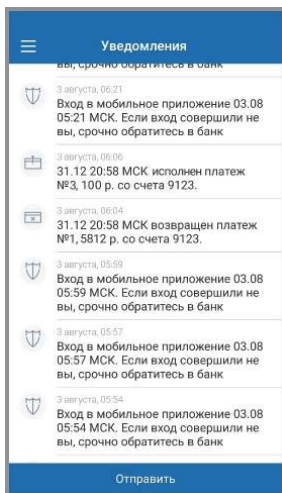 Уведомления
вы, срочно обратитесь в банк
3 августа, 06:21
Вход в мобильное приложение 03.08
05:21 МСК. Если вход совершили не
вы, срочно обратитесь в банк
3 августа, 06:06
31.12 20:58 МСК исполнен платеж
№3, 100 р. со счета 9123.
3 августа, 06:04
31.12 20:58 МСК возвращен платеж
№1, 5812 р. со счета 9123.
3 августа, 05:59
Вход в мобильное приложение 03.08
05:59 МСК. Если вход совершили не
вы, срочно обратитесь в банк
3 августа, 05:57
Вход в мобильное приложение 03.08
05:57 МСК. Если вход совершили не
вы, срочно обратитесь в банк
3 августа, 05:54
Вход в мобильное приложение 03.08
05:54 МСК. Если вход совершили не
вы, срочно обратитесь в банк
Отправить